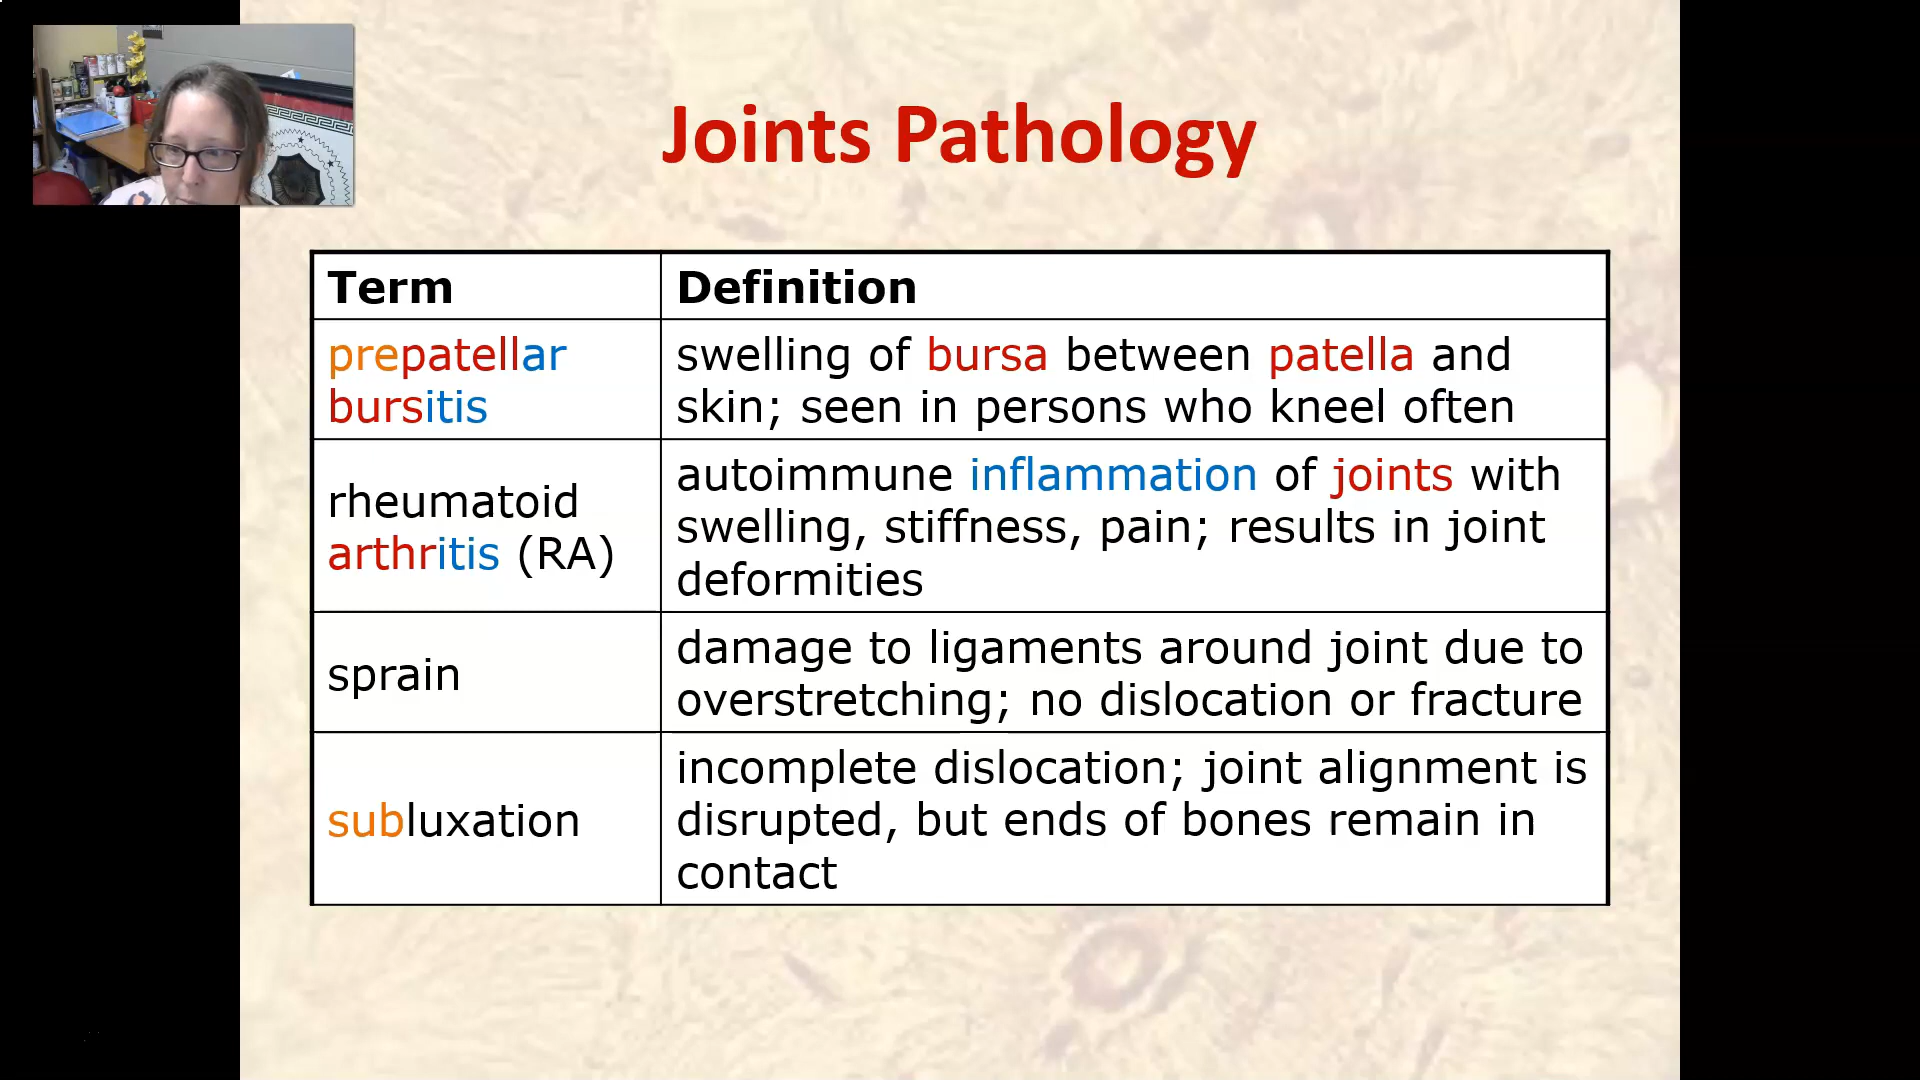 Joints Pathology
Term
Definition
prepatellar
bursitis
swelling of bursa between patella and
skin; seen in persons who kneel often
rheumatoid
arthritis (RA)
autoimmune inflammation of joints with
swelling, stiffness, pain; results in joint
deformities
sprain
damage to ligaments around joint due to
overstretching; no dislocation or fracture
subluxation
incomplete dislocation; joint alignment is
disrupted, but ends of bones remain in
contact